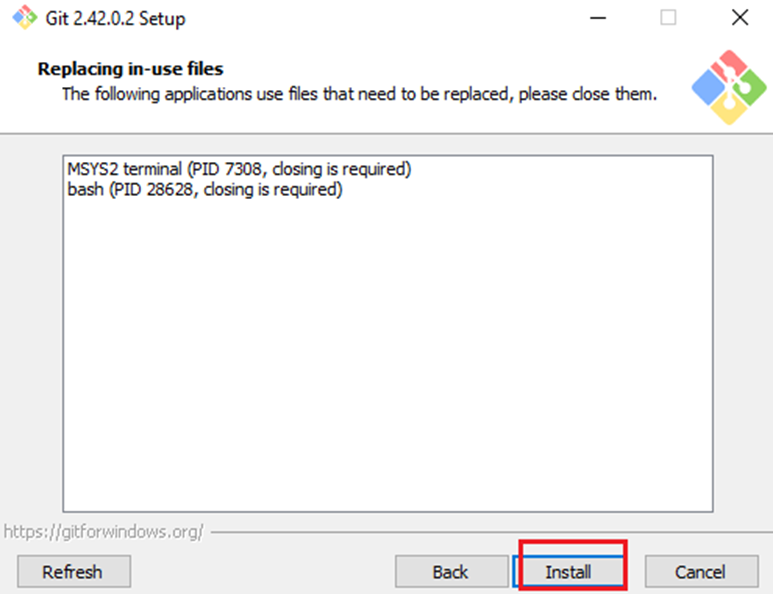 Git 2.42.0.2 Setup
Replacing in-use files
The following applications use files that need to be replaced, please close them.
MSYS2 terminal (PID 7308, closing is required)
bash (PID 28628, closing is required)
https://gitforwindows.org/
Refresh Back Install Cancel